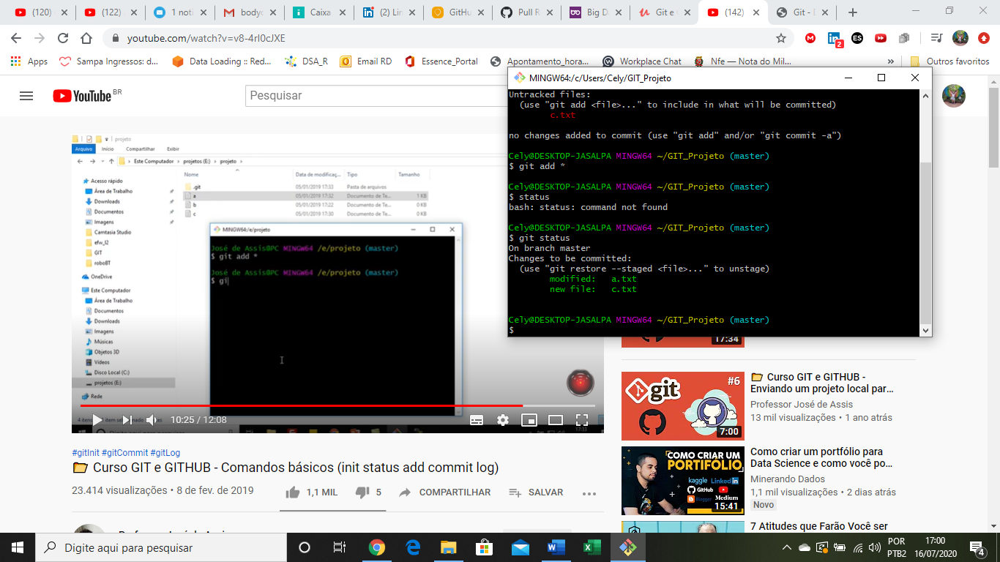 (120)
(122)
1 noti
bodyc
Caixa
(2) Lin
GitHu
Pull R
Big Da
Git e
(142)
Git - D
youtube.com/watch?v=v8-4rI0cJXE
2
Apps
Sampa Ingressos: d...
Data Loading :: Red...
DSA_R
Email RD
Essence_Portal
Apontamento_hora...
Workplace Chat
Nfe — Nota do Mil...
»
Outros favoritos
YouTube BR
Pesquisar
projeto
Arquivo Início Compartilhar Exibir
Este Computador › projetos (E:) › projeto ›
Nome Data de modificaç... Tipo Tamanho
.git 05/01/2019 17:33 Pasta de arquivos
a 05/01/2019 17:32 Documento de Te... 1 KB
b 05/01/2019 17:22 Documento de Te... 0 KB
c 05/01/2019 17:30 Documento de Te... 0 KB
Acesso rápido
Área de Trabalho
Downloads
Documentos
Imagens
Camtasia Studio
efw_l2
GIT
roboBT
OneDrive
Este Computador
Área de Trabalho
Documentos
Downloads
Imagens
Músicas
Objetos 3D
Vídeos
Disco Local (C:)
projetos (E:)
Rede
MINGW64:/e/projeto
José de Assis@PC MINGW64 /e/projeto (master)
$ git add *
José de Assis@PC MINGW64 /e/projeto (master)
$ gi
10:25 / 12:08
MINGW64:/c/Users/Cely/GIT_Projeto
Untracked files:
(use "git add <file>..." to include in what will be committed)
c.txt
no changes added to commit (use "git add" and/or "git commit -a")
Cely@DESKTOP-JASALPA MINGW64 ~/GIT_Projeto (master)
$ git add *
Cely@DESKTOP-JASALPA MINGW64 ~/GIT_Projeto (master)
$ status
bash: status: command not found
Cely@DESKTOP-JASALPA MINGW64 ~/GIT_Projeto (master)
$ git status
On branch master
Changes to be committed:
(use "git restore --staged <file>..." to unstage)
modified: a.txt
new file: c.txt
Cely@DESKTOP-JASALPA MINGW64 ~/GIT_Projeto (master)
$
17:34
#gitInit #gitCommit #gitLog
Curso GIT e GITHUB - Comandos básicos (init status add commit log)
23.414 visualizações • 8 de fev. de 2019
1,1 MIL
5
COMPARTILHAR
SALVAR
git
#6
7:00
Curso GIT e GITHUB -
Enviando um projeto local par...
Professor José de Assis
13 mil visualizações • 1 ano atrás
COMO CRIAR UM
PORTIFÓLIO
kaggle LinkedIn
GitHub YouTube
Blogger Medium
15:41
Como criar um portfólio para
Data Science e como você po...
Minerando Dados
1,1 mil visualizações • 2 dias atrás
Novo
7 Atitudes que Farão Você ser
Digite aqui para pesquisar
POR
PTB2
17:00
16/07/2020
4